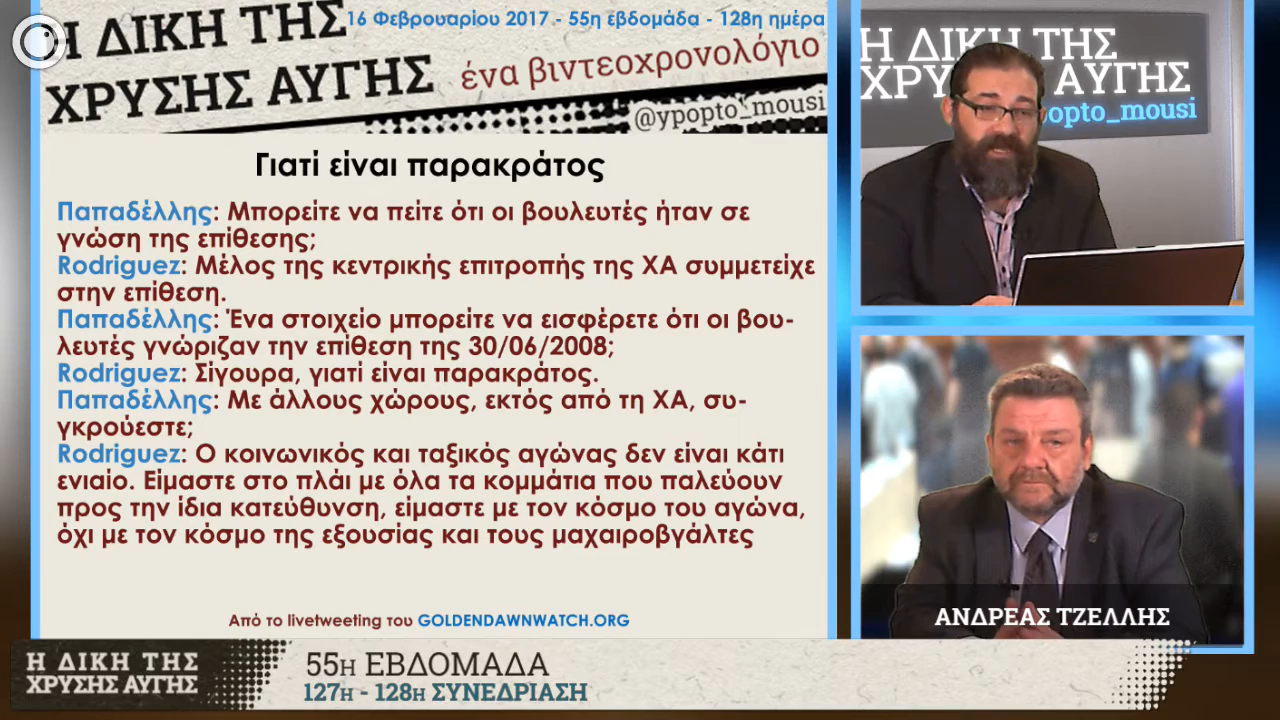 Η ΔΙΚΗ ΤΗΣ
16 Φεβρουαρίου 2017 - 55η εβδομάδα - 128η ημέρα
ΧΡΥΣΗΣ ΑΥΓΗΣ
ένα βιντεοχρονολόγιο
@ypopto_mousi
Γιατί είναι παρακράτος
Παπαδέλλης: Μπορείτε να πείτε ότι οι βουλευτές ήταν σε
γνώση της επίθεσης;
Rodriguez: Μέλος της κεντρικής επιτροπής της ΧΑ συμμετείχε
στην επίθεση.
Παπαδέλλης: Ένα στοιχείο μπορείτε να εισφέρετε ότι οι βου-
λευτές γνώριζαν την επίθεση της 30/06/2008;
Rodriguez: Σίγουρα, γιατί είναι παρακράτος.
Παπαδέλλης: Με άλλους χώρους, εκτός από τη ΧΑ, συ-
γκρούεστε;
Rodriguez: Ο κοινωνικός και ταξικός αγώνας δεν είναι κάτι
ενιαίο. Είμαστε στο πλάι με όλα τα κομμάτια που παλεύουν
προς την ίδια κατεύθυνση, είμαστε με τον κόσμο του αγώνα,
όχι με τον κόσμο της εξουσίας και τους μαχαιροβγάλτες
Από το livetweeting του GOLDENDAWNWATCH.ORG
Η ΔΙΚΗ ΤΗΣ
ΑΥΓΗΣ
opto_mousi
ΑΝΔΡΕΑΣ ΤΖΕΛΛΗΣ
Η ΔΙΚΗ ΤΗΣ
ΧΡΥΣΗΣ ΑΥΓΗΣ
55Η ΕΒΔΟΜΑΔΑ
127Η - 128Η ΣΥΝΕΔΡΙΑΣΗ